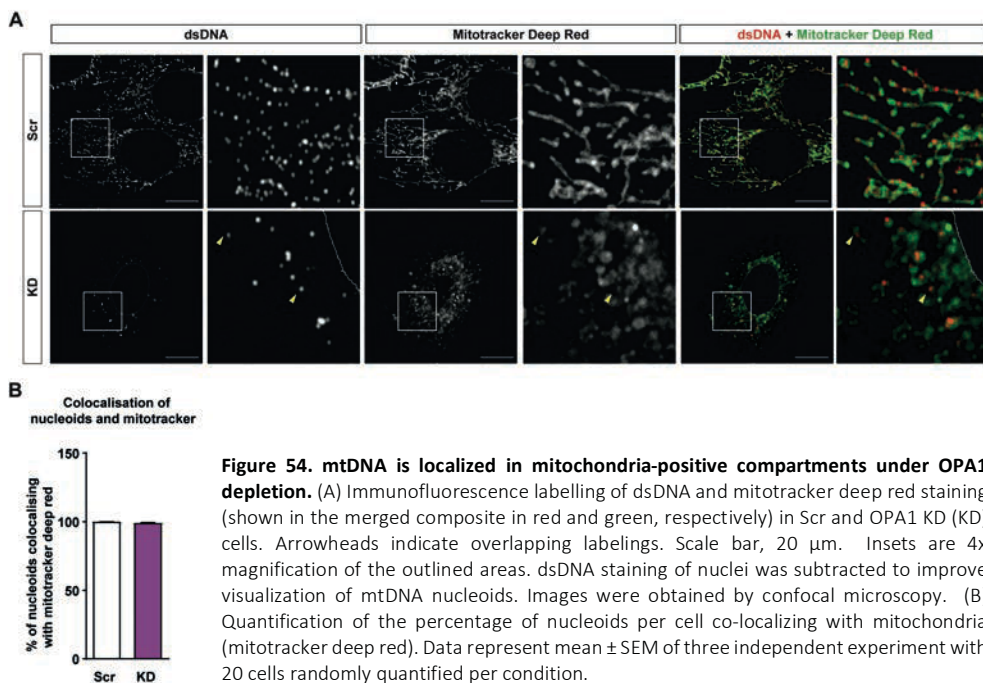 A
dsDNA
Mitotracker Deep Red
dsDNA + Mitotracker Deep Red
Scr
KD
B
Colocalisation of
nucleoids and mitotracker
% of nucleoids colocalising
with mitotracker deep red
150
100
50
0
Scr KD
Figure 54. mtDNA is localized in mitochondria-positive compartments under OPA1
depletion. (A) Immunofluorescence labelling of dsDNA and mitotracker deep red staining
(shown in the merged composite in red and green, respectively) in Scr and OPA1 KD (KD)
cells. Arrowheads indicate overlapping labelings. Scale bar, 20 μm. Insets are 4x
magnification of the outlined areas. dsDNA staining of nuclei was subtracted to improve
visualization of mtDNA nucleoids. Images were obtained by confocal microscopy. (B)
Quantification of the percentage of nucleoids per cell co-localizing with mitochondria
(mitotracker deep red). Data represent mean ± SEM of three independent experiment with
20 cells randomly quantified per condition.